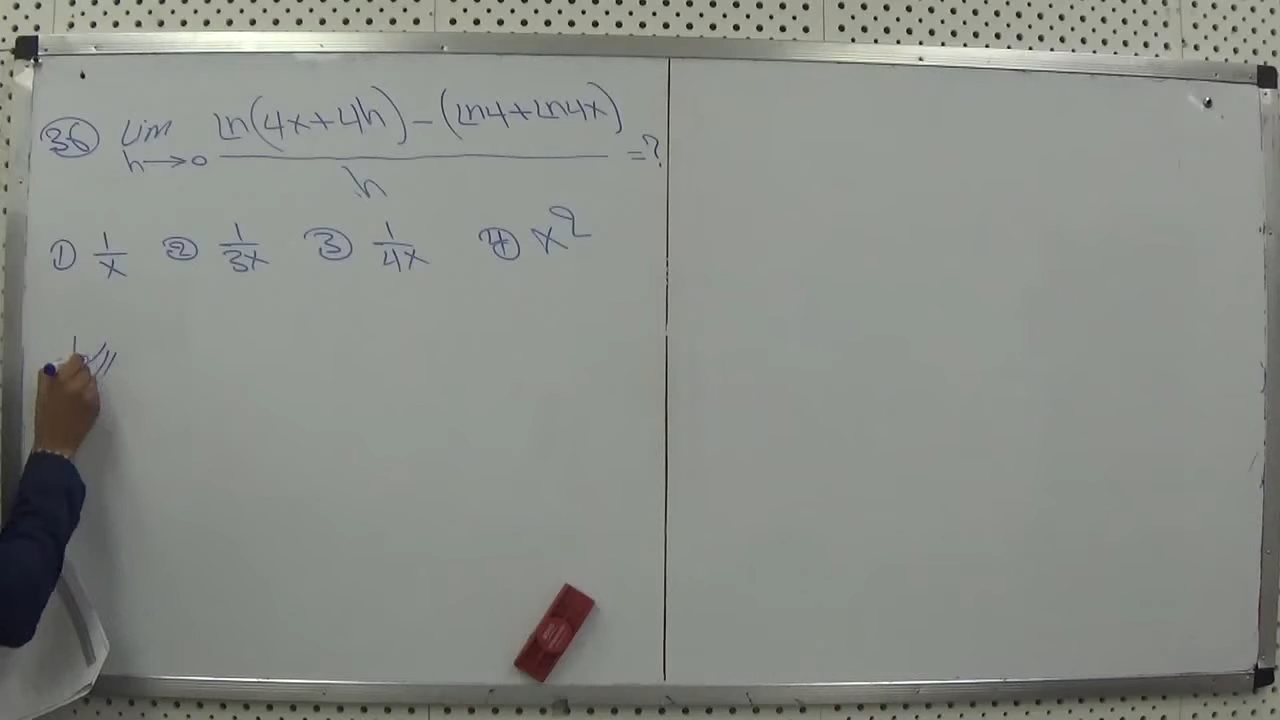 36 lim h→0 (ln(4x+4h)-(ln4+ln4x))/h =?
① 1/x ② 1/3x ③ 1/4x ④ x²